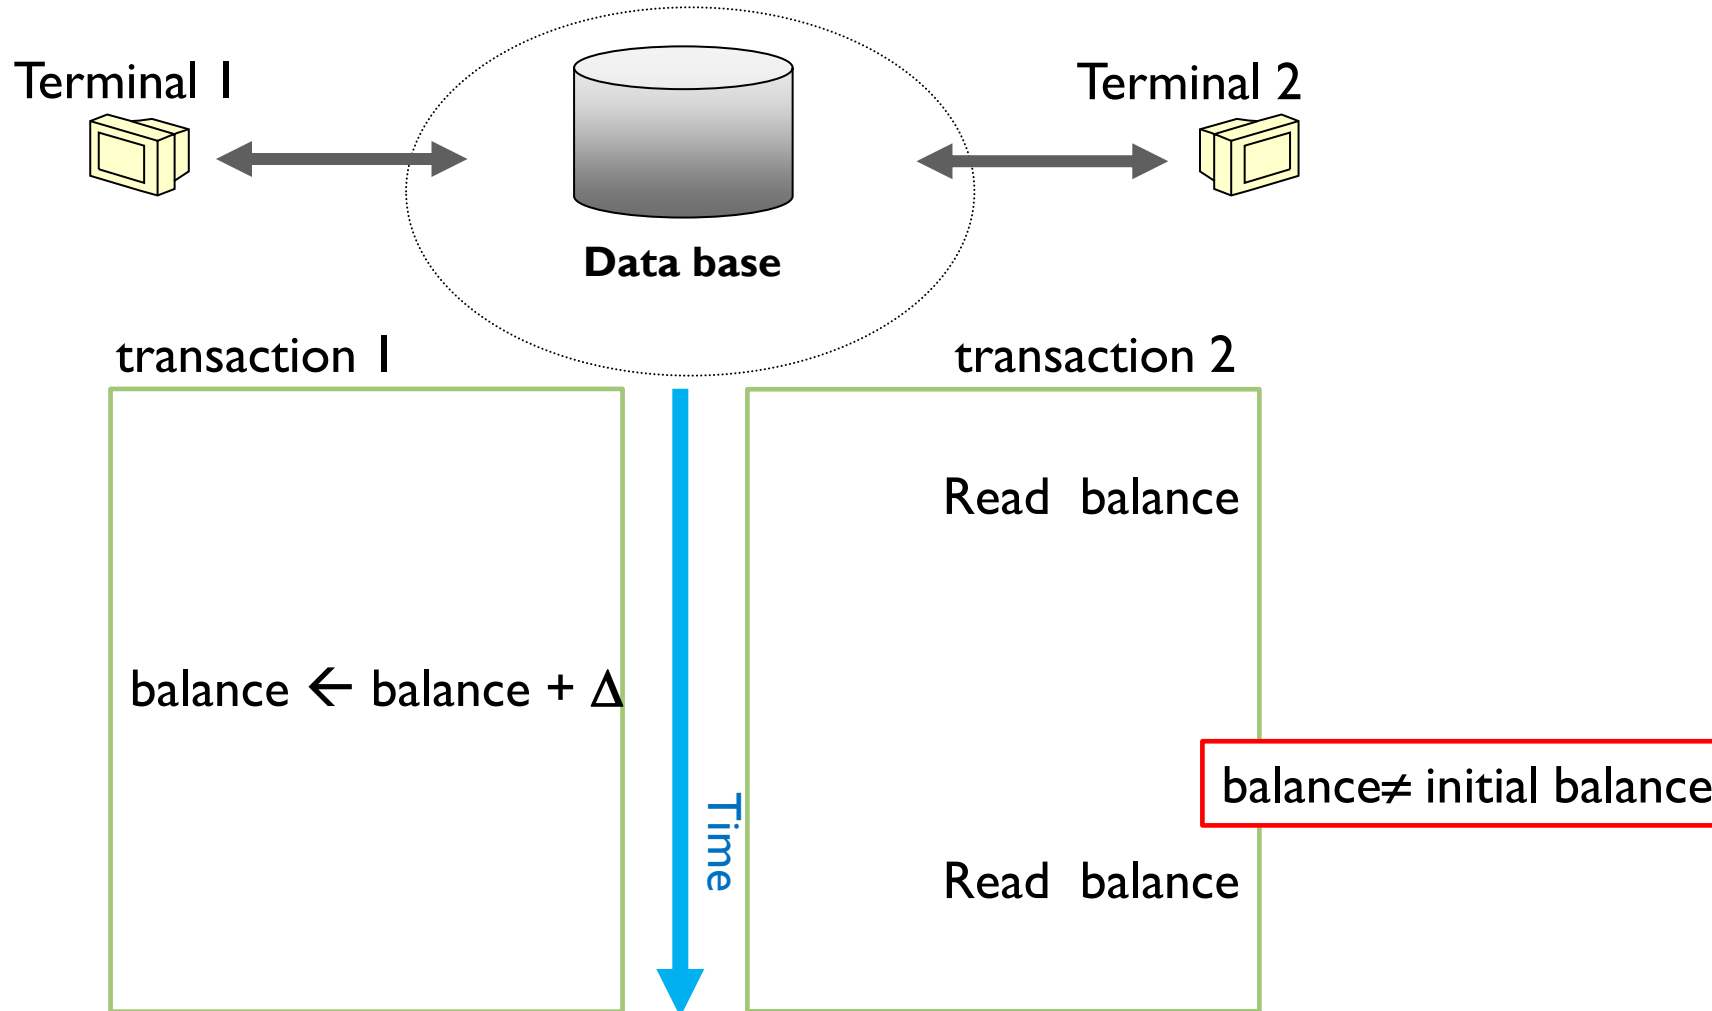 Terminal 1
Terminal 2
Data base
transaction 1
transaction 2
Read balance
balance ← balance + Δ
Time
balance≠ initial balance
Read balance